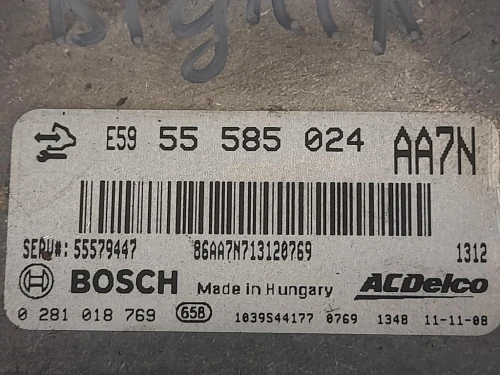 E59 55 585 024 AA7N
SERV#: 55579447 86AA7N713120769 1312
BOSCH Made in Hungary ACDelco
0 281 018 769 658 1039S44177 0769 1348 11-11-08